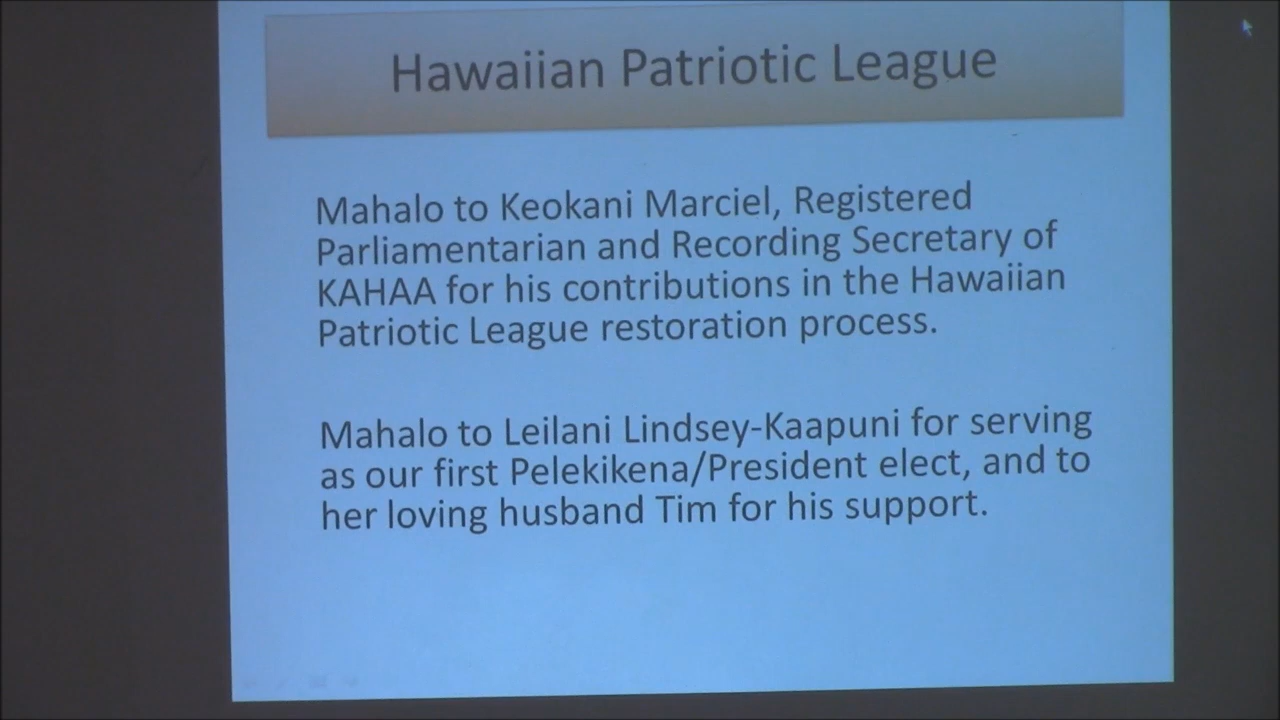 Hawaiian Patriotic League
Mahalo to Keokani Marciel, Registered
Parliamentarian and Recording Secretary of
KAHAA for his contributions in the Hawaiian
Patriotic League restoration process.
Mahalo to Leilani Lindsey-Kaapuni for serving
as our first Pelekikena/President elect, and to
her loving husband Tim for his support.